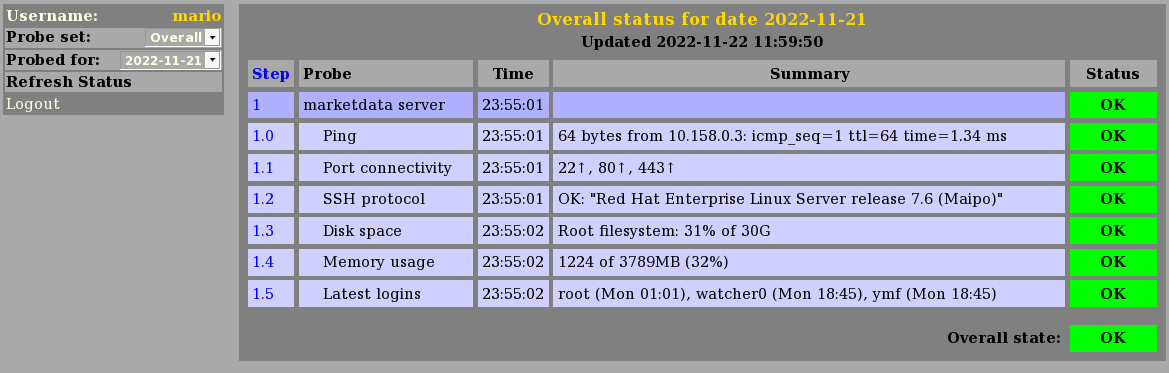 Username: mario
Probe set: Overall
Probed for: 2022-11-21
Refresh Status
Logout
Overall status for date 2022-11-21
Updated 2022-11-22 11:59:50
Step Probe Time Summary Status
1 marketdata server 23:55:01 OK
1.0 Ping 23:55:01 64 bytes from 10.158.0.3: icmp_seq=1 ttl=64 time=1.34 ms OK
1.1 Port connectivity 23:55:01 22↑, 80↑, 443↑ OK
1.2 SSH protocol 23:55:01 OK: "Red Hat Enterprise Linux Server release 7.6 (Maipo)" OK
1.3 Disk space 23:55:02 Root filesystem: 31% of 30G OK
1.4 Memory usage 23:55:02 1224 of 3789MB (32%) OK
1.5 Latest logins 23:55:02 root (Mon 01:01), watcher0 (Mon 18:45), ymf (Mon 18:45) OK
Overall state: OK